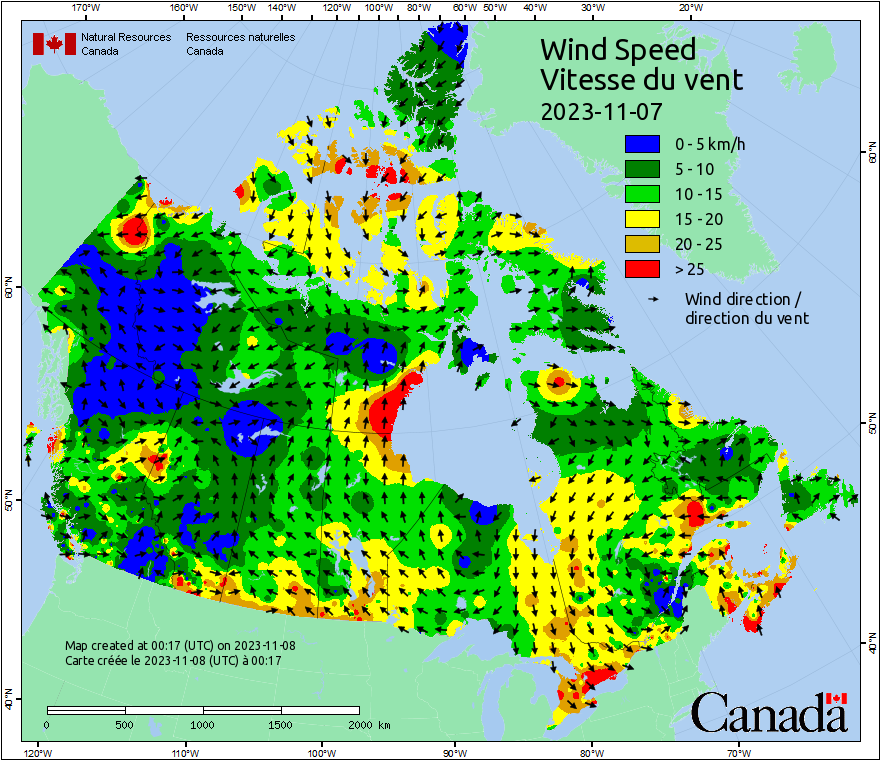 170°W 160°W 150°W 140°W 130°W 120°W 110°W 100°W 90°W 80°W 60°W 50°W 40°W 30°W 20°W
Natural Resources Canada
Ressources naturelles Canada
Wind Speed
Vitesse du vent
2023-11-07
0 - 5 km/h
5 - 10
10 - 15
15 - 20
20 - 25
> 25
Wind direction /
direction du vent
60°N
50°N
40°N
60°N
50°N
40°N
Map created at 00:17 (UTC) on 2023-11-08
Carte créée le 2023-11-08 (UTC) à 00:17
0 500 1000 1500 2000 km
Canada
120°W 110°W 100°W 90°W 80°W 70°W